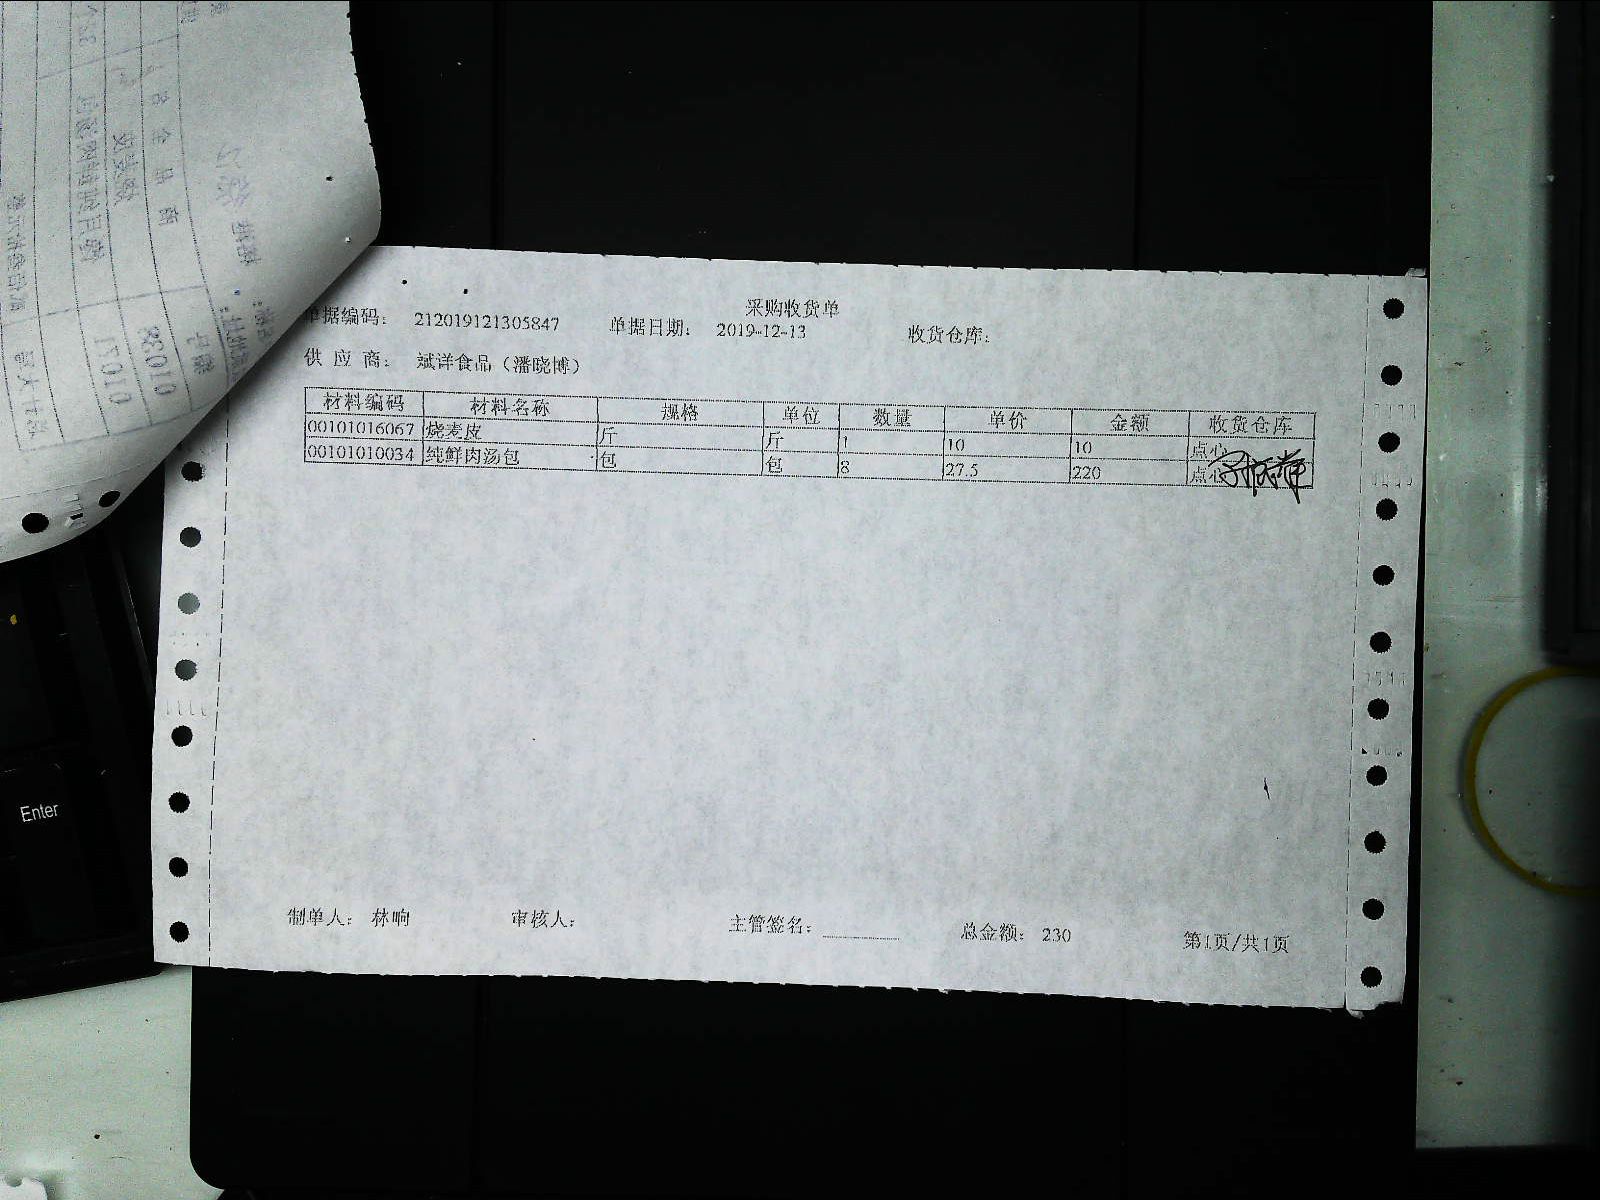 采购收货单
单据编码： 212019121305847 单据日期： 2019-12-13 收货仓库：
供 应 商： 斌洋食品（潘晓博）
材料编码 材料名称 规格 单位 数量 单价 金额 收货仓库
00101016067 烧麦皮 斤 斤 1 10 10 点心
00101010034 纯鲜肉汤包 包 包 8 27.5 220 点心
制单人： 林响 审核人： 主管签名： 总金额： 230 第1页/共1页
Enter